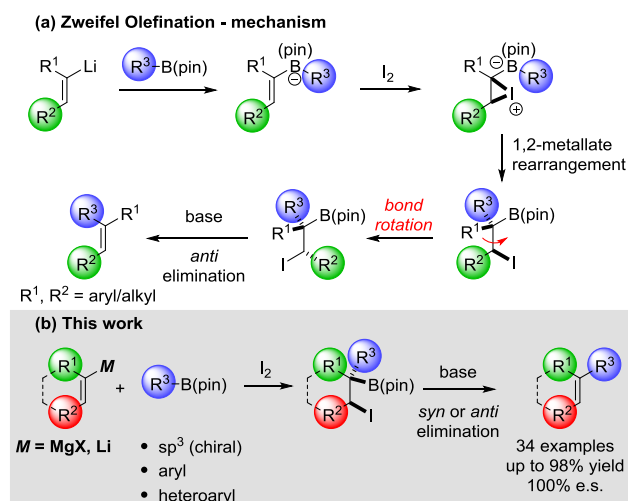 (a) Zweifel Olefination - mechanism
R¹ Li
R²
R³ B(pin)
(pin)
R¹ B ⊖
R³
R²
I₂
⊖ (pin)
R¹ B
R³
I
⊕
R²
1,2-metallate
rearrangement
R³
R¹ B(pin)
R² I
bond
rotation
R³
R¹ B(pin)
I R²
base
anti
elimination
R³ R¹
R²
R¹, R² = aryl/alkyl
(b) This work
R¹ M
R²
+
R³ B(pin)
I₂
R¹ R³
B(pin)
R² I
base
syn or anti
elimination
R¹ R³
R²
M = MgX, Li
• sp³ (chiral)
• aryl
• heteroaryl
34 examples
up to 98% yield
100% e.s.